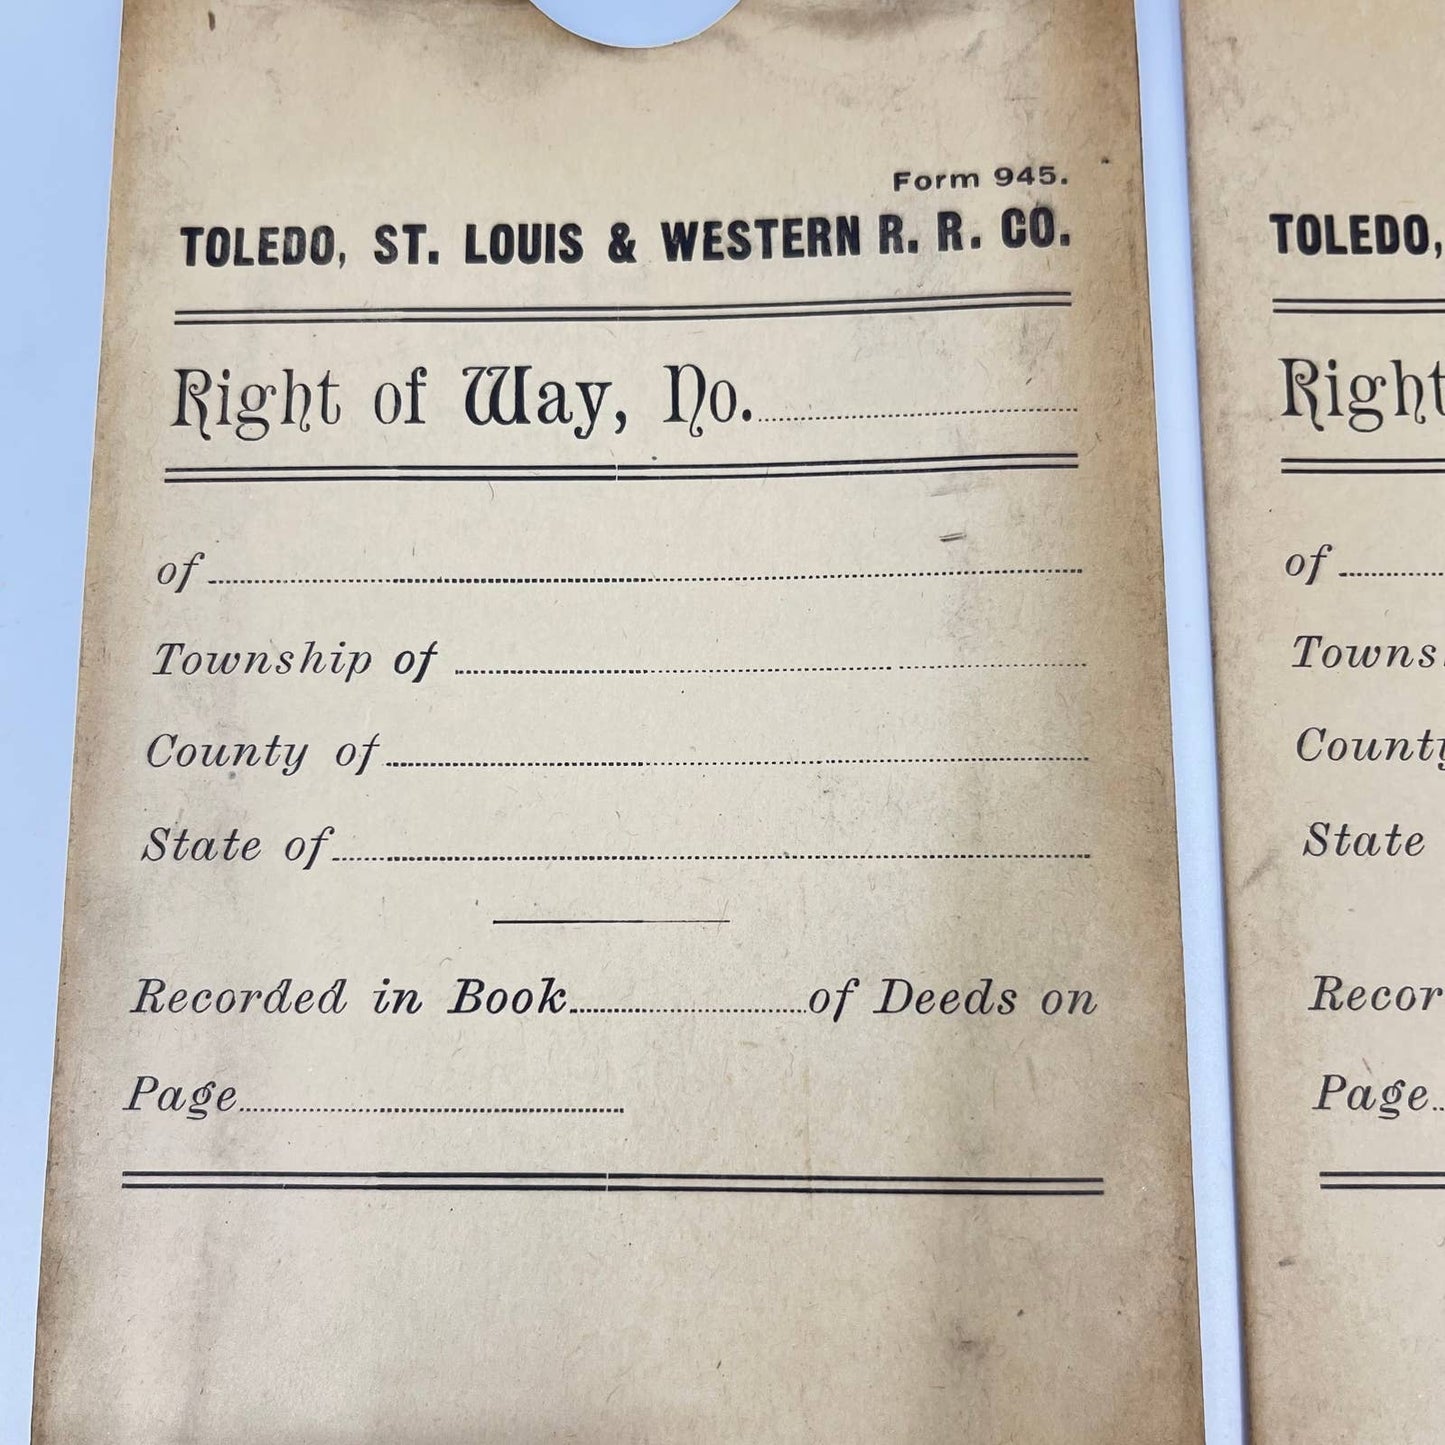 Form 945.
TOLEDO, ST. LOUIS & WESTERN R. R. CO.
Right of Way, No.
of
Township of
County of
State of
Recorded in Book of Deeds on
Page
TOLEDO,
Right
of
Towns
County
State
Recor
Page